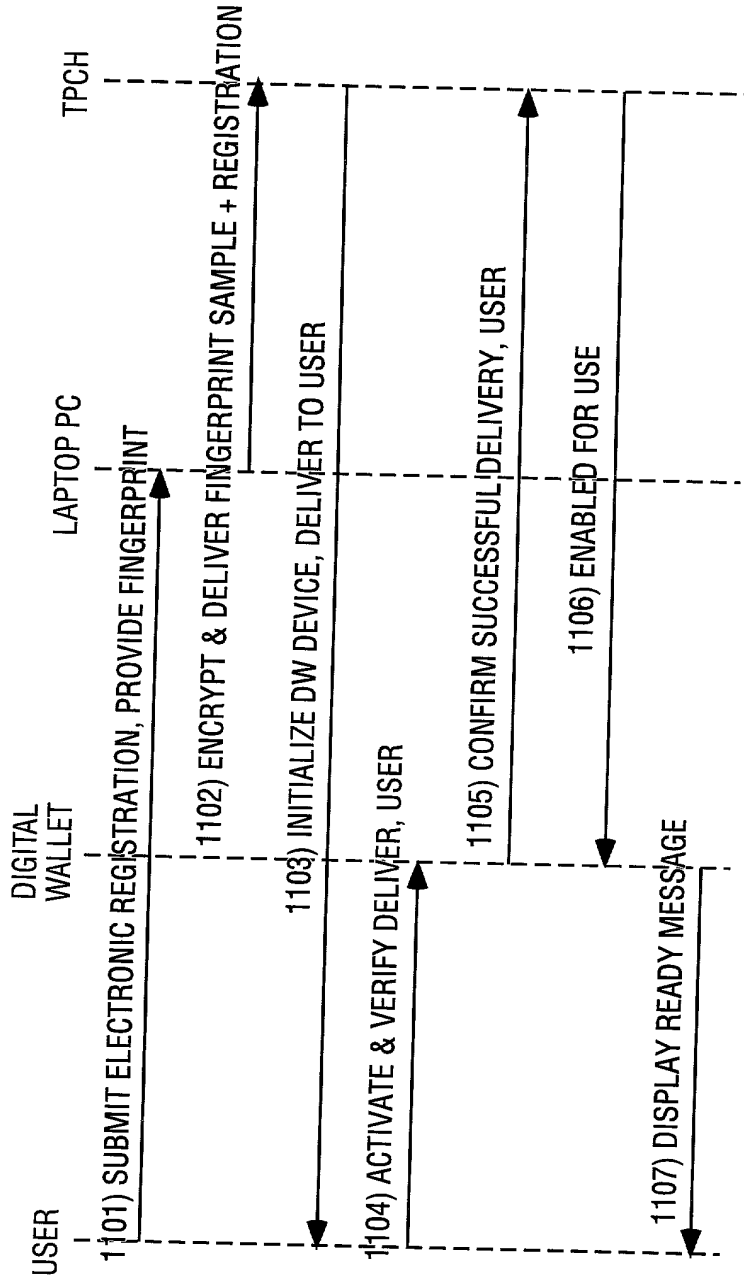 USER
DIGITAL
WALLET
LAPTOP PC
TPCH
1101) SUBMIT ELECTRONIC REGISTRATION, PROVIDE FINGERPRINT
1102) ENCRYPT & DELIVER FINGERPRINT SAMPLE + REGISTRATION
1103) INITIALIZE DW DEVICE, DELIVER TO USER
1104) ACTIVATE & VERIFY DELIVER, USER
1105) CONFIRM SUCCESSFUL DELIVERY, USER
1106) ENABLED FOR USE
1107) DISPLAY READY MESSAGE